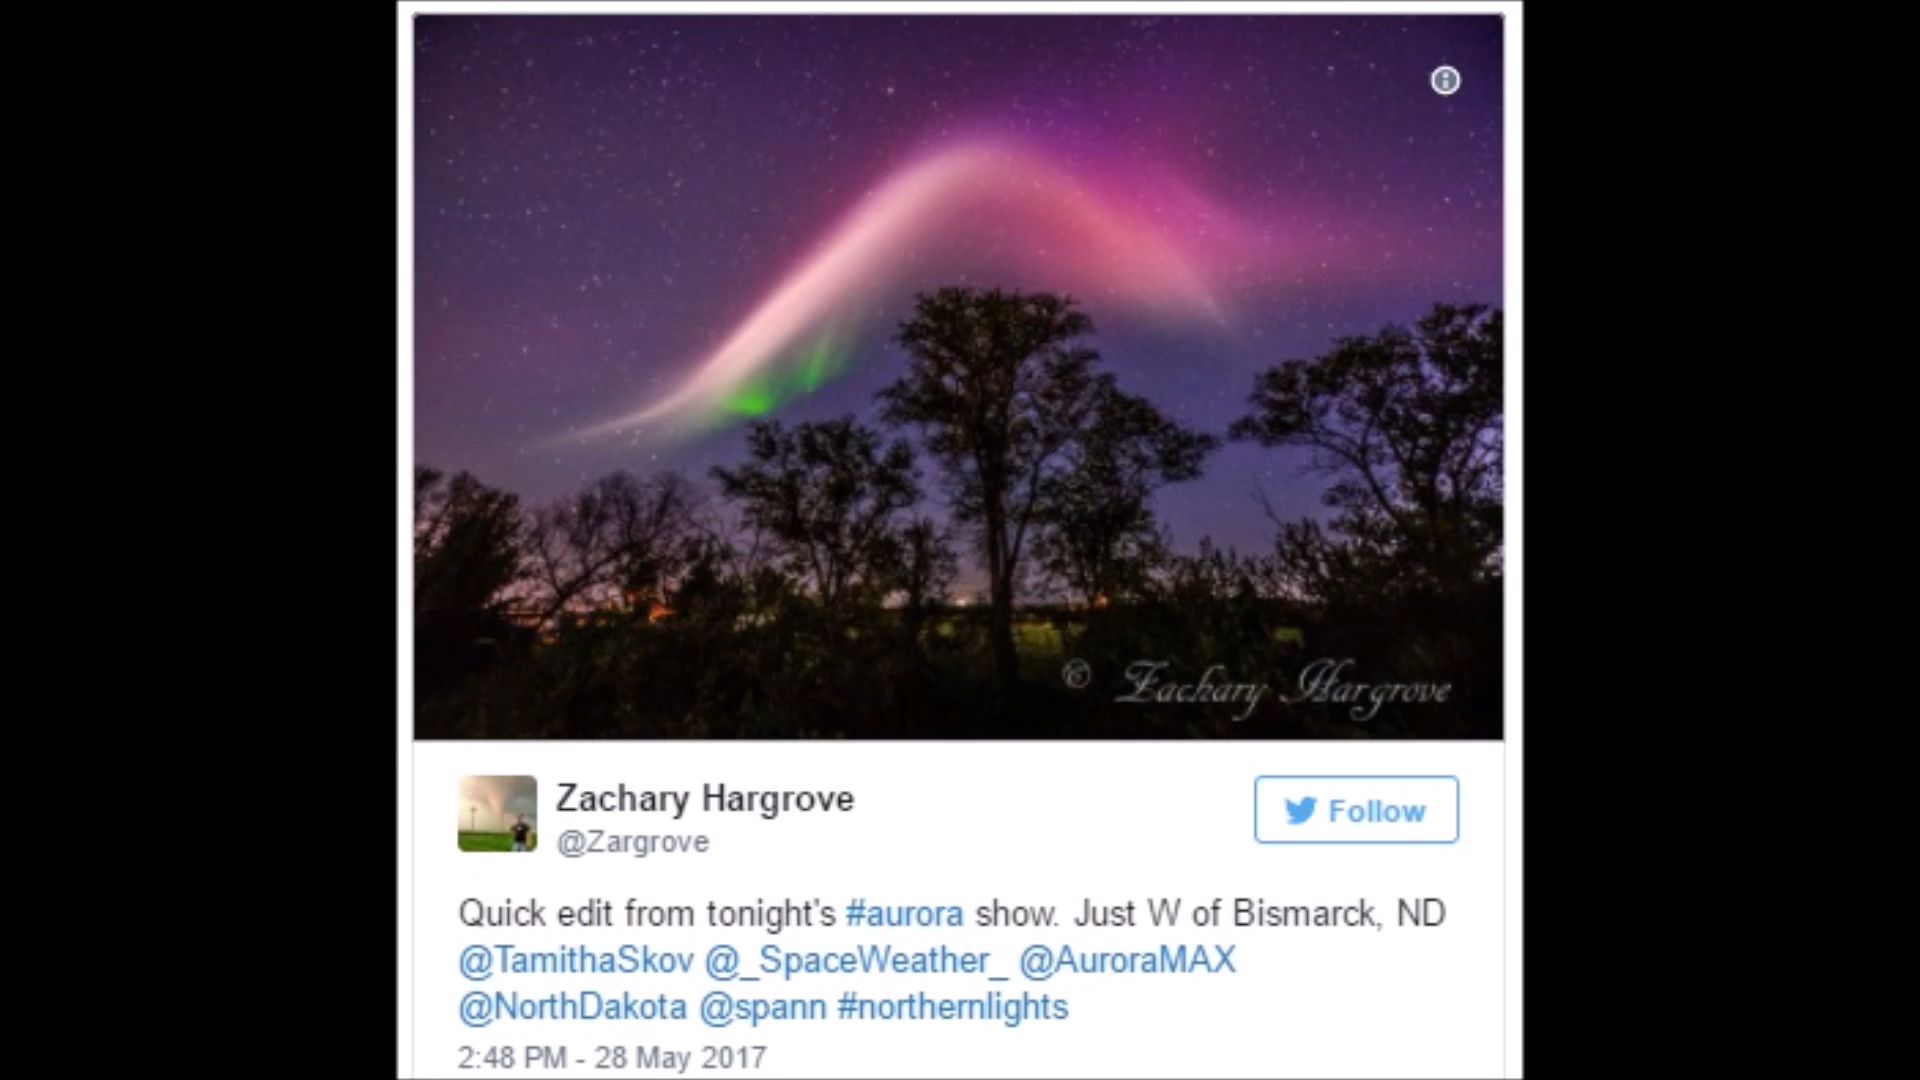 © Zachary Hargrove
Zachary Hargrove
Follow
@Zargrove
Quick edit from tonight's #aurora show. Just W of Bismarck, ND
@TamithaSkov @_SpaceWeather_ @AuroraMAX
@NorthDakota @spann #northernlights
2:48 PM - 28 May 2017